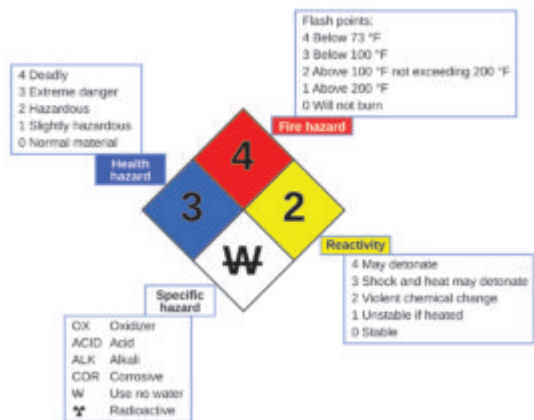 Flash points:
4 Below 73 °F
3 Below 100 °F
2 Above 100 °F not exceeding 200 °F
1 Above 200 °F
0 Will not burn
Fire hazard
4 Deadly
3 Extreme danger
2 Hazardous
1 Slightly hazardous
0 Normal material
Health
hazard
4
3
2
W
Reactivity
4 May detonate
3 Shock and heat may detonate
2 Violent chemical change
1 Unstable if heated
0 Stable
Specific
hazard
OX Oxidizer
ACID Acid
ALK Alkali
COR Corrosive
W Use no water
☢ Radioactive